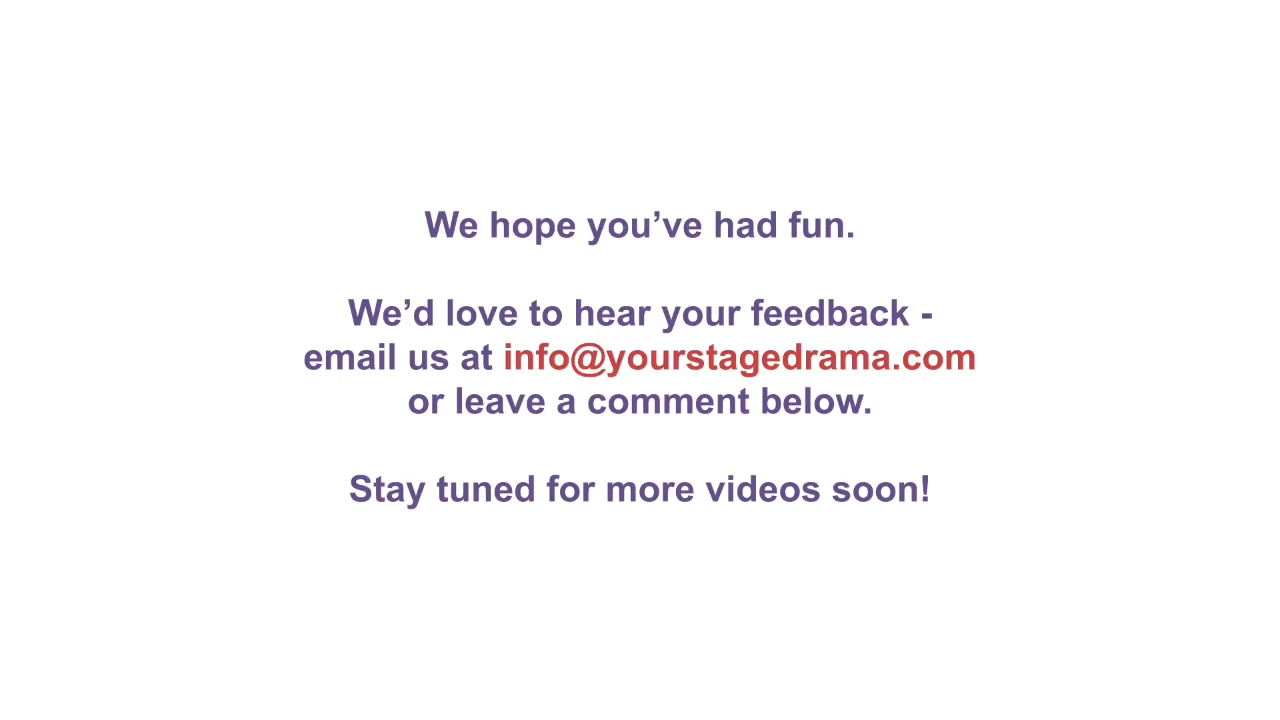 We hope you’ve had fun.
We’d love to hear your feedback -
email us at info@yourstagedrama.com
or leave a comment below.
Stay tuned for more videos soon!